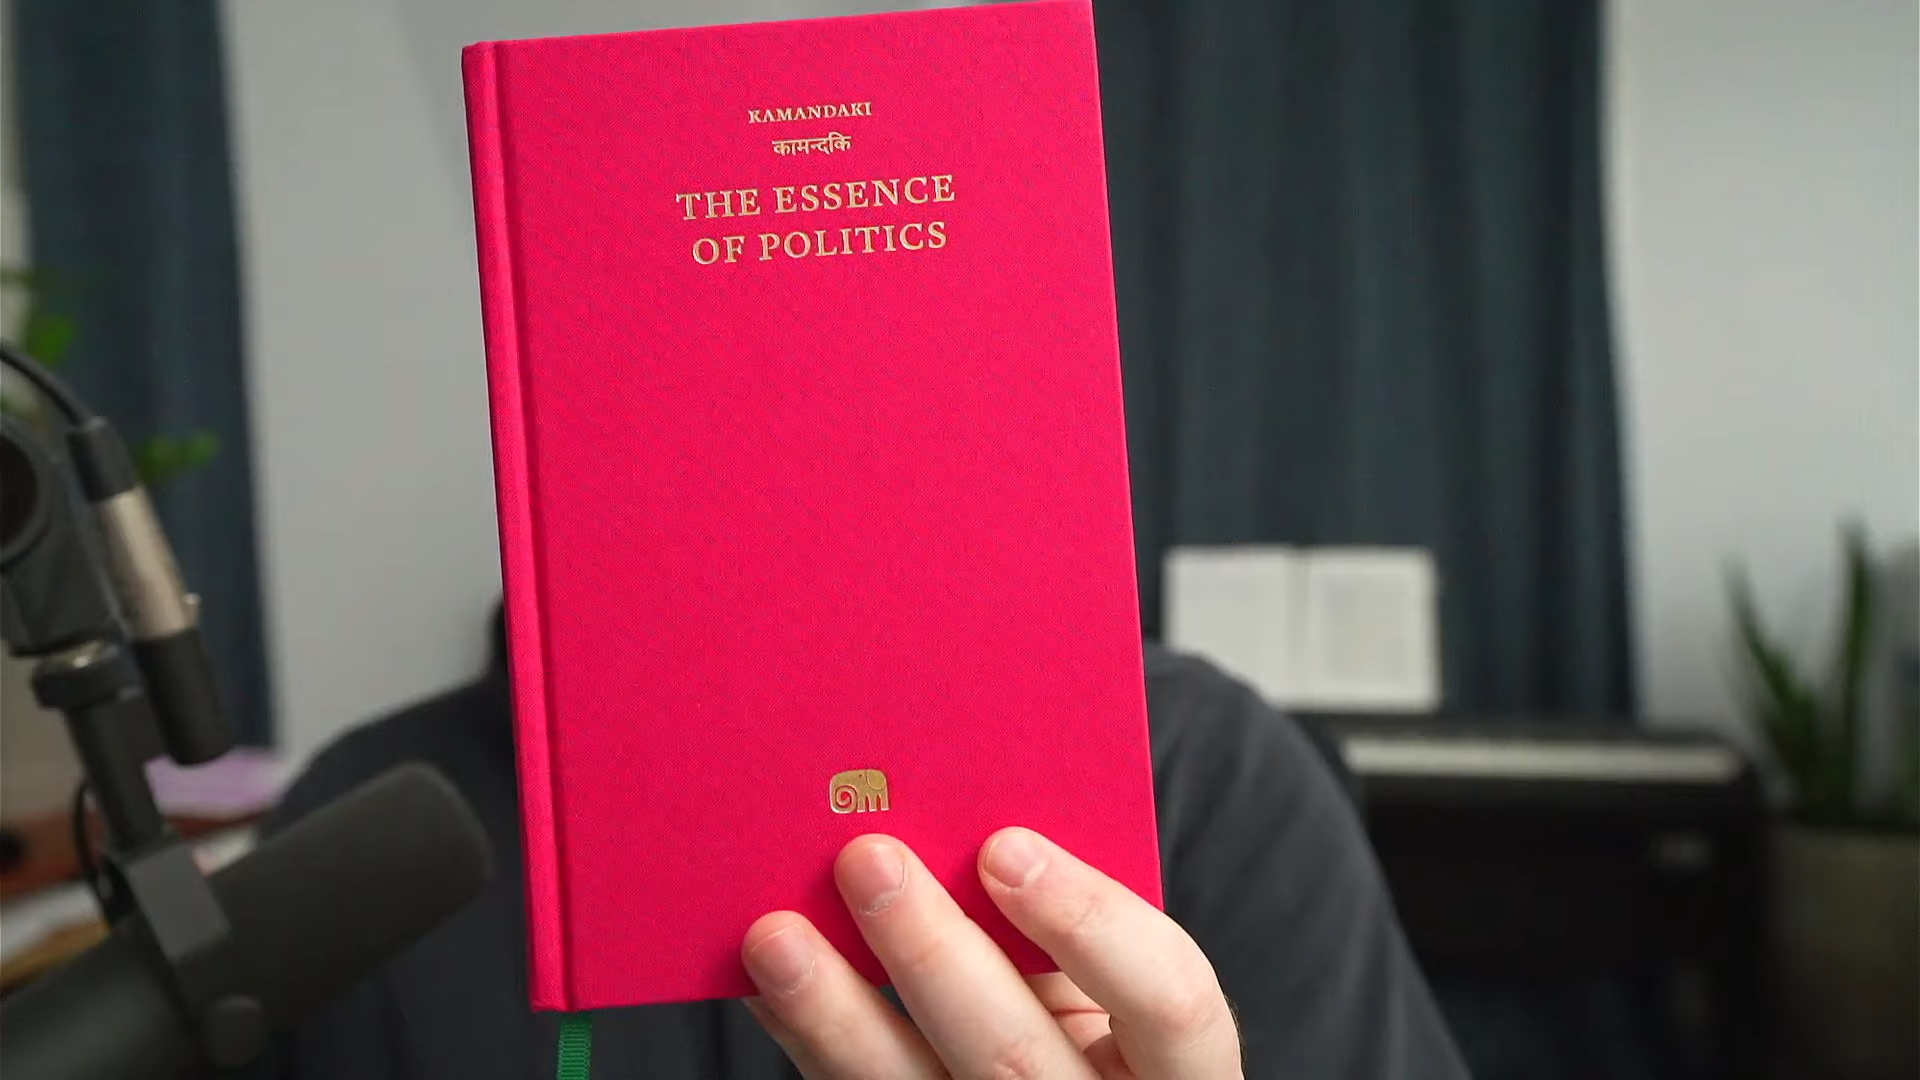 KAMANDAKI
कामन्दकि
THE ESSENCE
OF POLITICS